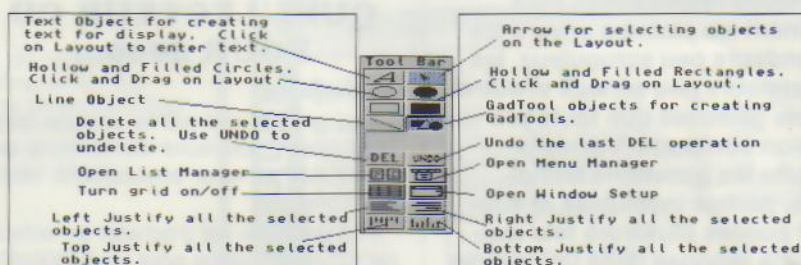 Text Object for creating
text for display. Click
on Layout to enter text.
Hollow and Filled Circles.
Click and Drag on Layout.
Line Object
Delete all the selected
objects. Use UNDO to
undelete.
Open List Manager
Turn grid on/off
Left Justify all the selected
objects.
Top Justify all the selected
objects.
Tool Bar
A
DEL UNDO
Arrow for selecting objects
on the Layout.
Hollow and Filled Rectangles.
Click and Drag on Layout.
GadTool objects for creating
GadTools.
Undo the last DEL operation
Open Menu Manager
Open Window Setup
Right Justify all the selected
objects.
Bottom Justify all the selected
objects.